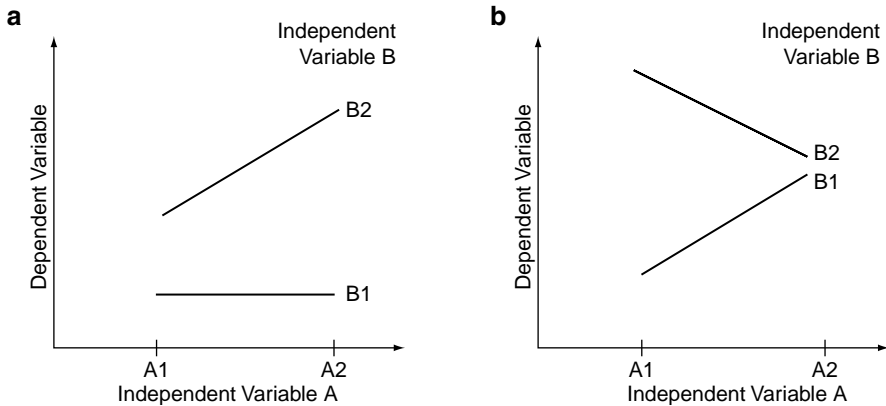 a
Independent
Variable B
Dependent Variable
B2
B1
A1
A2
Independent Variable A
b
Independent
Variable B
Dependent Variable
B2
B1
A1
A2
Independent Variable A